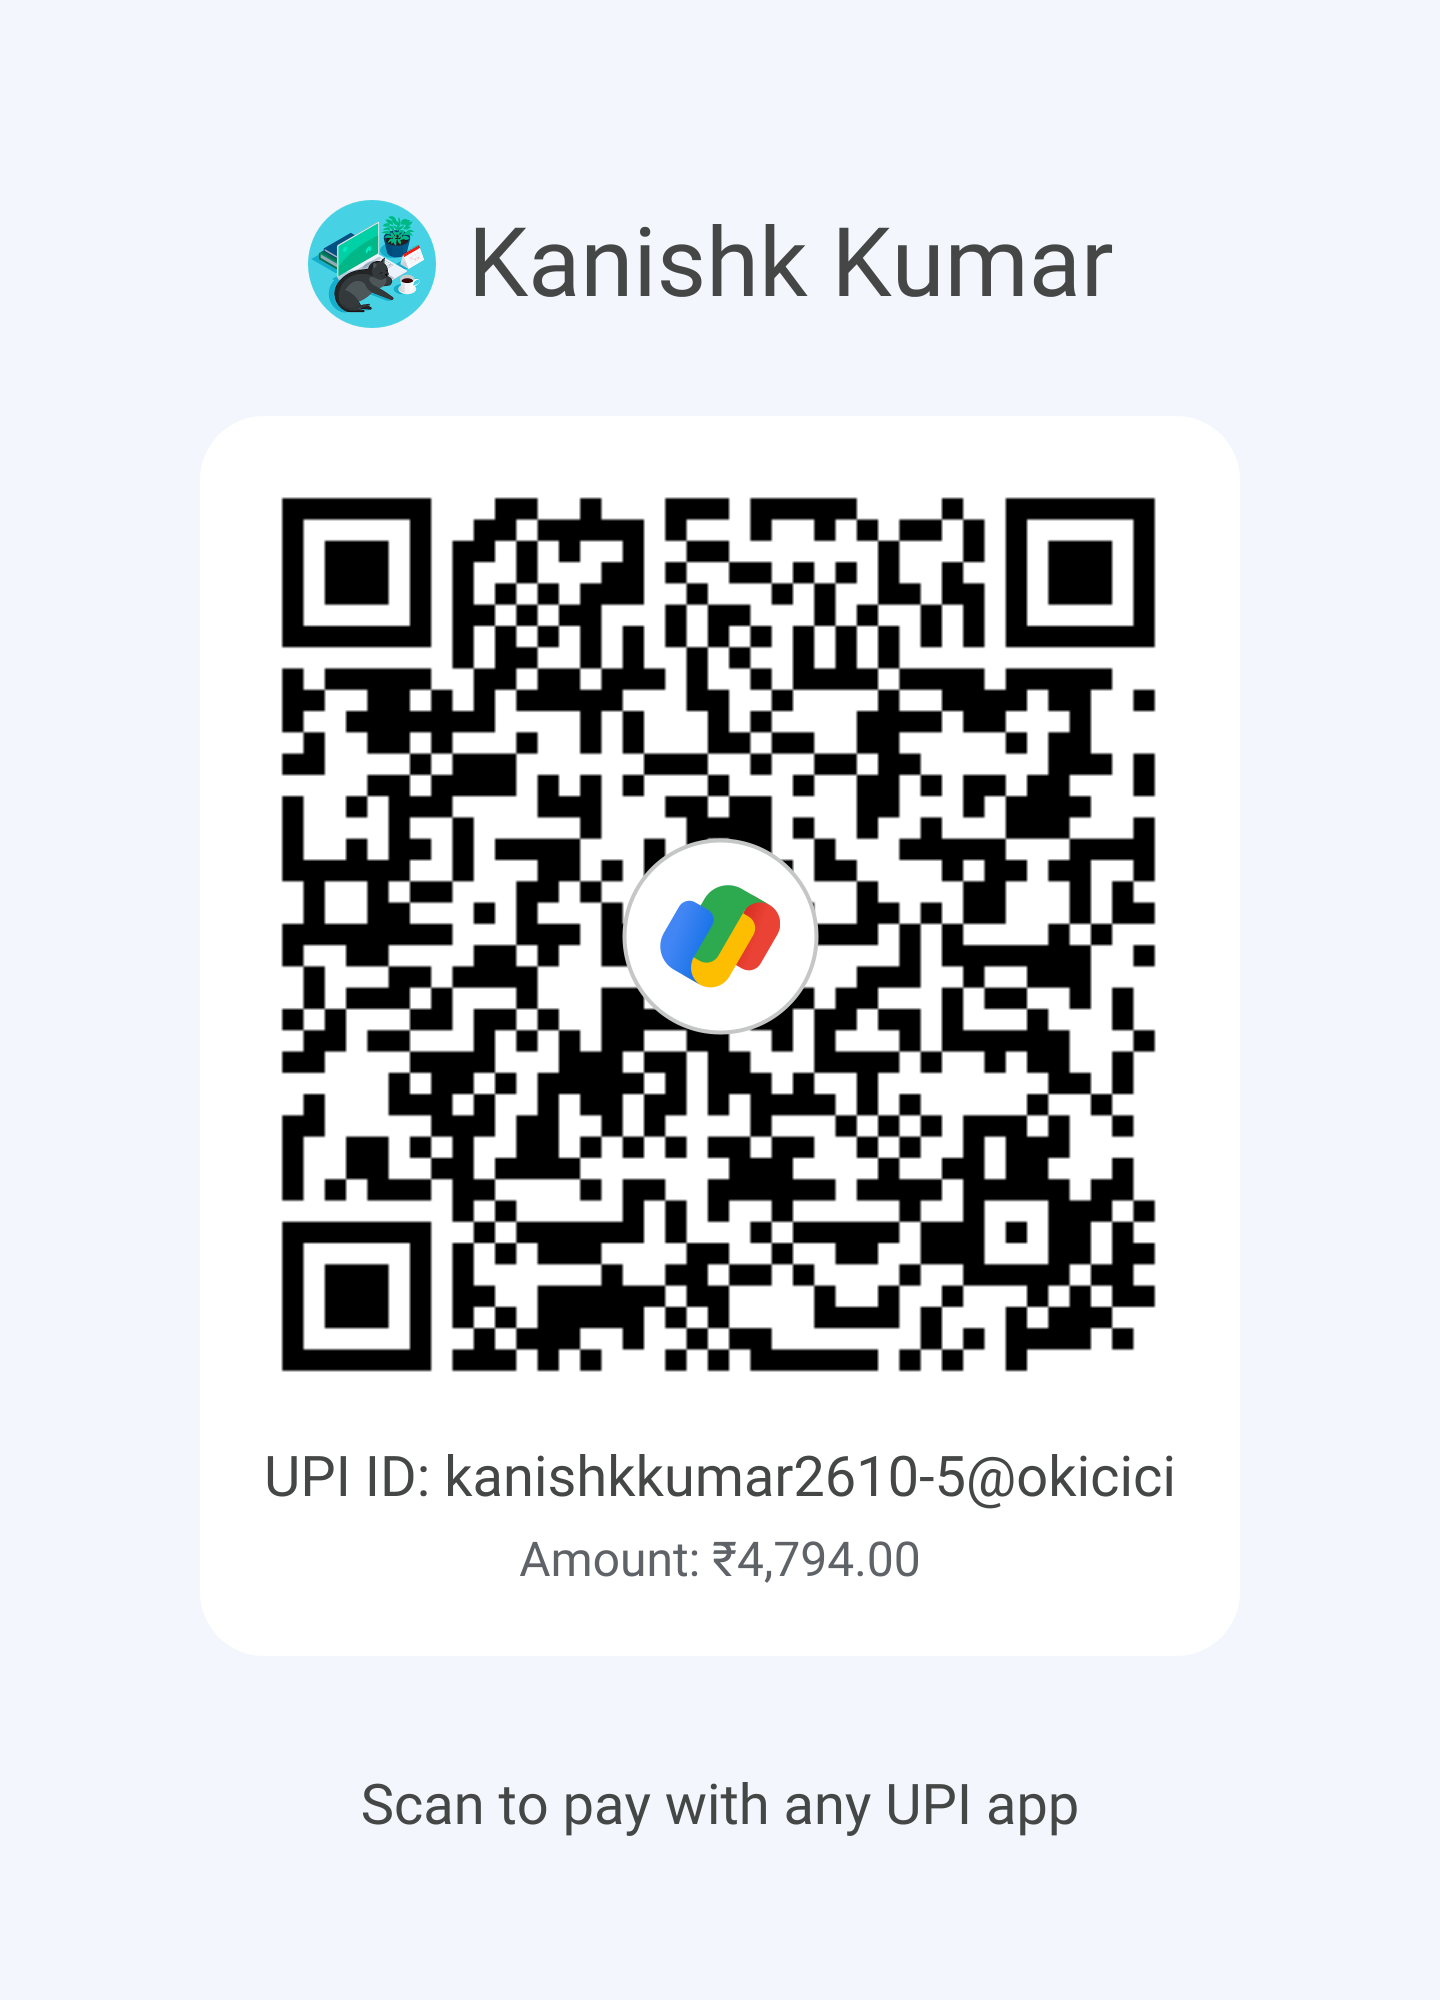 Kanishk Kumar
UPI ID: kanishkkumar2610-5@okicici
Amount: ₹4,794.00
Scan to pay with any UPI app